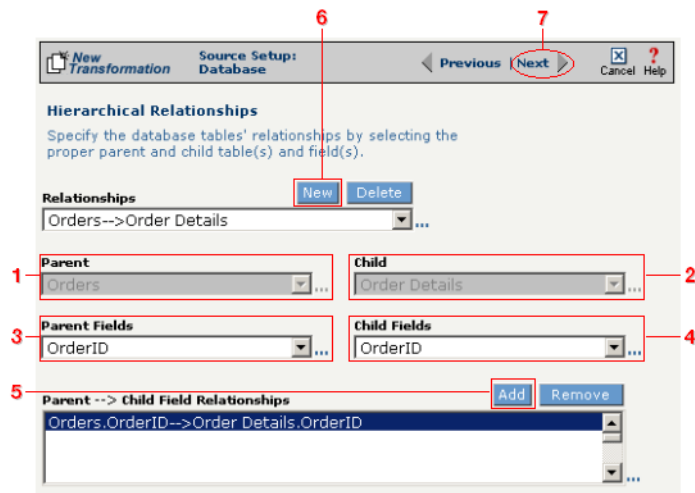 6
7
New Transformation
Source Setup: Database
Previous | Next
Cancel
Help
Hierarchical Relationships
Specify the database tables' relationships by selecting the
proper parent and child table(s) and field(s).
Relationships
New
Delete
Orders-->Order Details
...
1
Parent
Orders
...
Child
Order Details
...
2
3
Parent Fields
OrderID
...
Child Fields
OrderID
...
4
5
Parent --> Child Field Relationships
Add
Remove
Orders.OrderID-->Order Details.OrderID
...